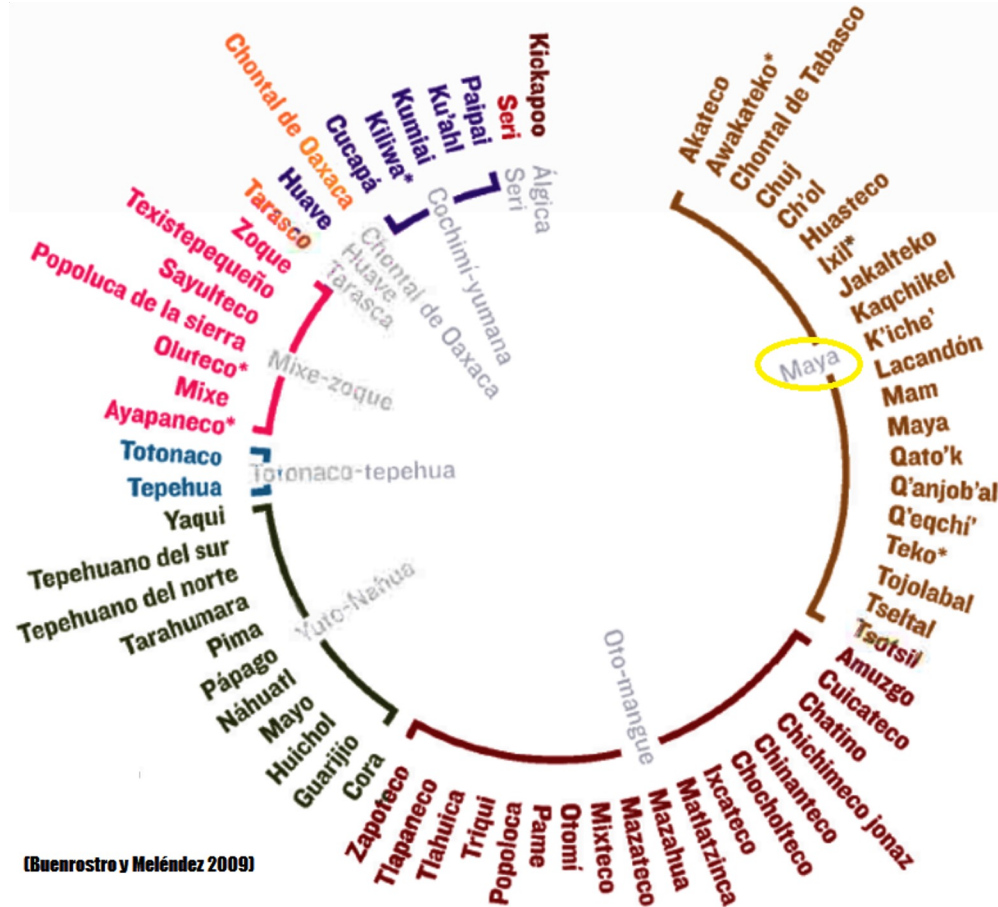 Kickapoo
Seri
Paipai
Ku'ahl
Kumiai
Kiliwa*
Cucapá
Chontal de Oaxaca
Huave
Tarasco
Zoque
Texistepequeño
Sayulteco
Popoluca de la sierra
Oluteco*
Mixe
Ayapaneco*
Totonaco
Tepehua
Yaqui
Tepehuano del sur
Tepehuano del norte
Tarahumara
Pima
Pápago
Náhuatl
Mayo
Huichol
Guarijio
Cora
Zapoteco
Tlapaneco
Tlahuica
Triqui
Popoloca
Pame
Otomí
Mixteco
Mazateco
Mazahua
Matlatzinca
Ixcateco
Chocholteco
Chinanteco
Chichimeco jonaz
Chatino
Cuicateco
Amuzgo
Tsotsil
Tseltal
Tojolabal
Teko*
Q'eqchi'
Q'anjob'al
Qato'k
Maya
Mam
Lacandón
K'iche'
Kaqchikel
Jakalteko
Ixil*
Huasteco
Ch'ol
Chuj
Chomtal de Tabasco
Awakateko*
Akateco
Álgica
Seri
Cochimí-yumana
Chontal de Oaxaca
Huave
Tarasca
Mixe-zoque
Totonaco-tepehua
Yuto-Nahua
Oto-mangue
Maya
(Buenrostro y Meléndez 2009)